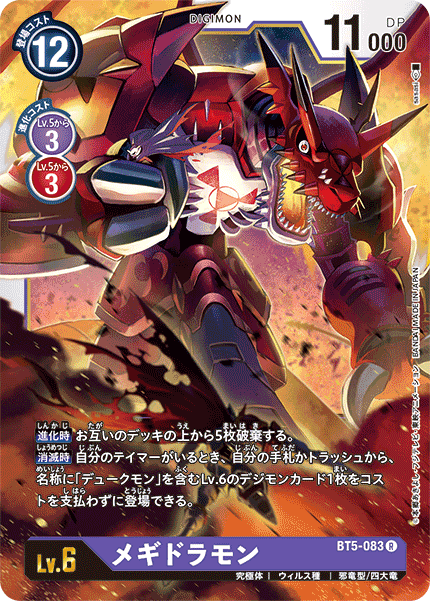 DIGIMON
登場コスト
12
11000
DP
進化コスト
Lv.5から
3
Lv.5から
3
sasasi
BANDAI | MADE IN JAPAN
進化時 お互いのデッキの上から5枚破棄する。
消滅時 自分のテイマーがいるとき、自分の手札かトラッシュから、
名称に「デュークモン」を含むLv.6のデジモンカード1枚をコス
トを支払わずに登場できる。
BT5-083 R
Lv.6
メギドラモン
究極体 | ウィルス種 | 邪竜型/四大竜